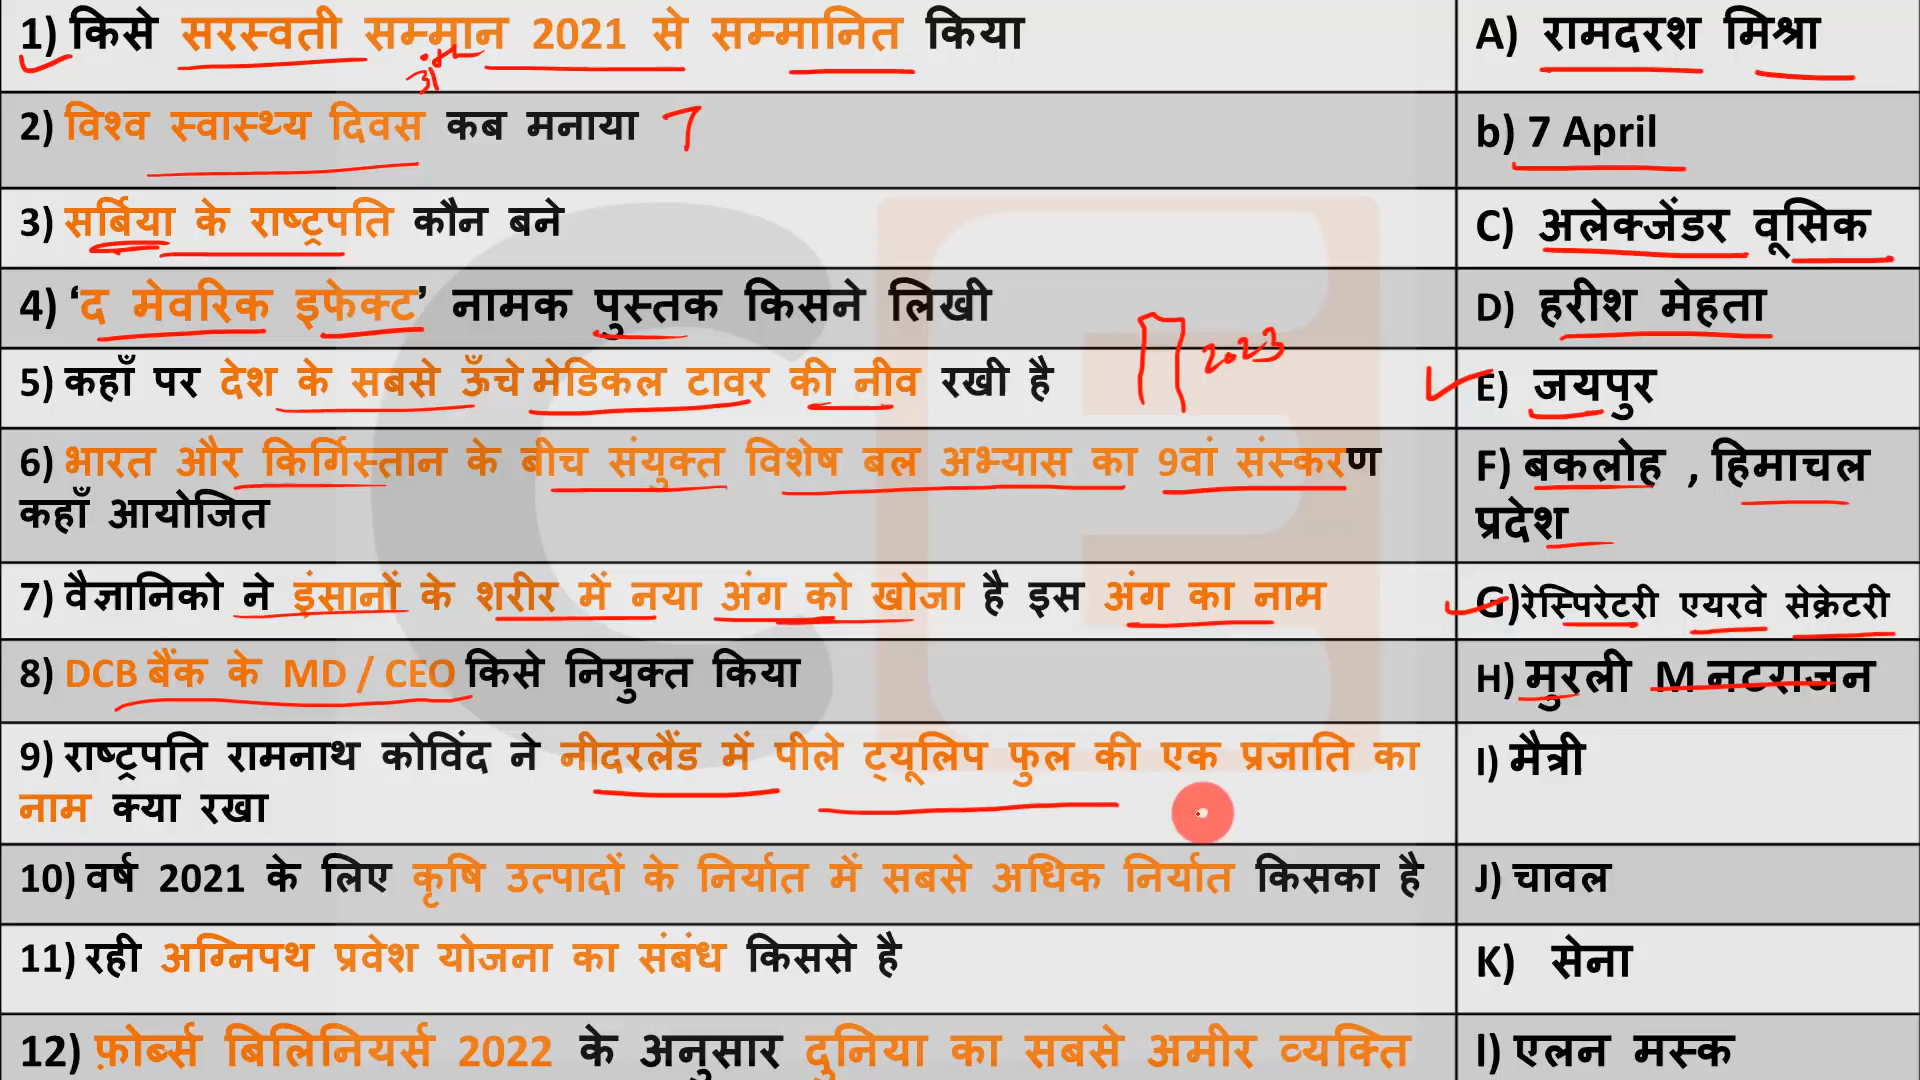 1) किसे सरस्वती सम्मान 2021 से सम्मानित किया
A) रामदरश मिश्रा
2) विश्व स्वास्थ्य दिवस कब मनाया 7
b) 7 April
3) सर्बिया के राष्ट्रपति कौन बने
C) अलेक्जेंडर वूसिक
4) ‘द मेवरिक इफेक्ट’ नामक पुस्तक किसने लिखी
D) हरीश मेहता
5) कहाँ पर देश के सबसे ऊँचे मेडिकल टावर की नीव रखी है
2023
E) जयपुर
6) भारत और किर्गिस्तान के बीच संयुक्त विशेष बल अभ्यास का 9वां संस्करण
कहाँ आयोजित
F) बकलोह , हिमाचल
प्रदेश
7) वैज्ञानिको ने इंसानों के शरीर में नया अंग को खोजा है इस अंग का नाम
G)रेस्पिरेटरी एयरवे सेक्रेटरी
8) DCB बैंक के MD / CEO किसे नियुक्त किया
H) मुरली M नटराजन
9) राष्ट्रपति रामनाथ कोविंद ने नीदरलैंड में पीले ट्यूलिप फुल की एक प्रजाति का
नाम क्या रखा
I) मैत्री
10) वर्ष 2021 के लिए कृषि उत्पादों के निर्यात में सबसे अधिक निर्यात किसका है
J) चावल
11) रही अग्निपथ प्रवेश योजना का संबंध किससे है
K) सेना
12) फ़ोर्ब्स बिलिनियर्स 2022 के अनुसार दुनिया का सबसे अमीर व्यक्ति
l) एलन मस्क